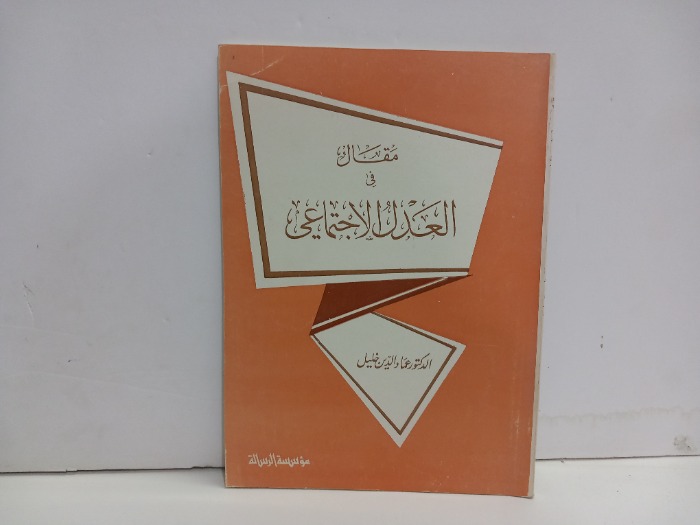 مقال
في
العدل الاجتماعي
الدكتور عماد الدين خليل
مؤسسة الرسالة